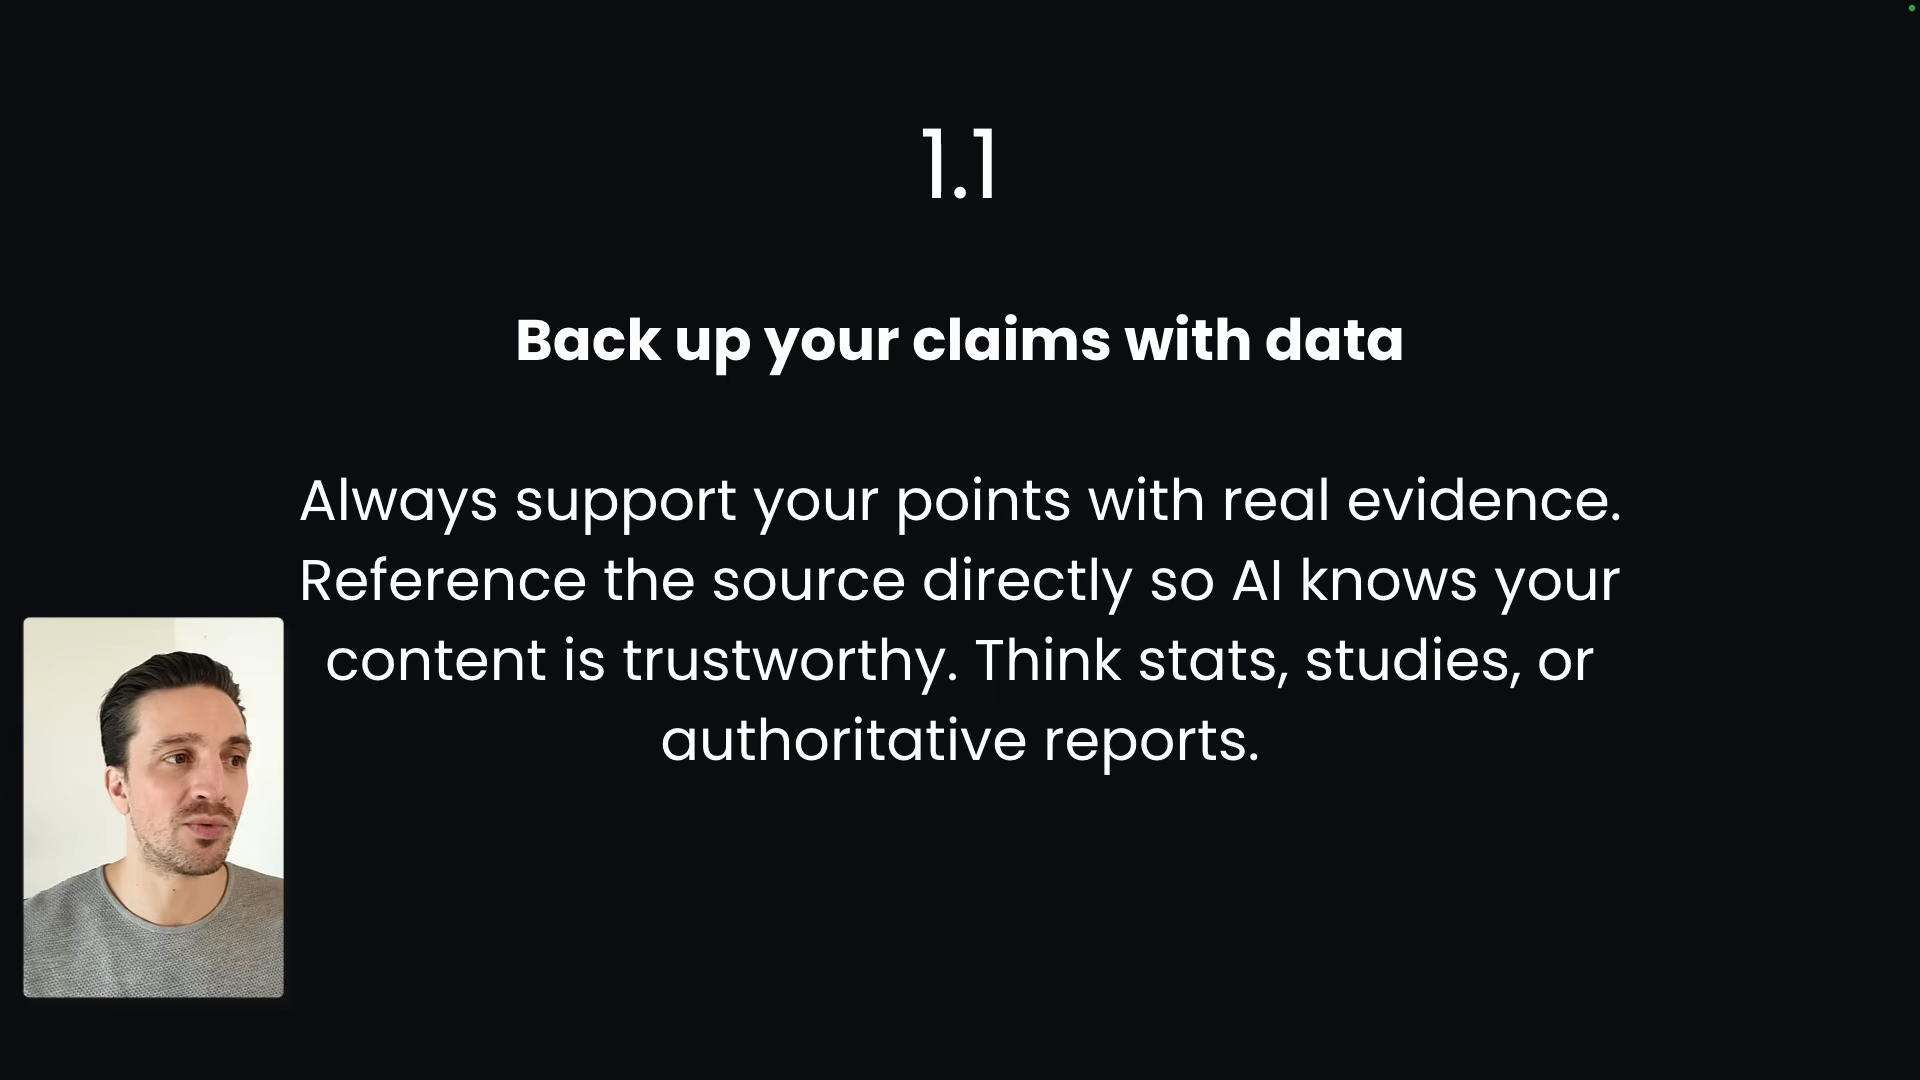 1.1
Back up your claims with data
Always support your points with real evidence.
Reference the source directly so AI knows your
content is trustworthy. Think stats, studies, or
authoritative reports.